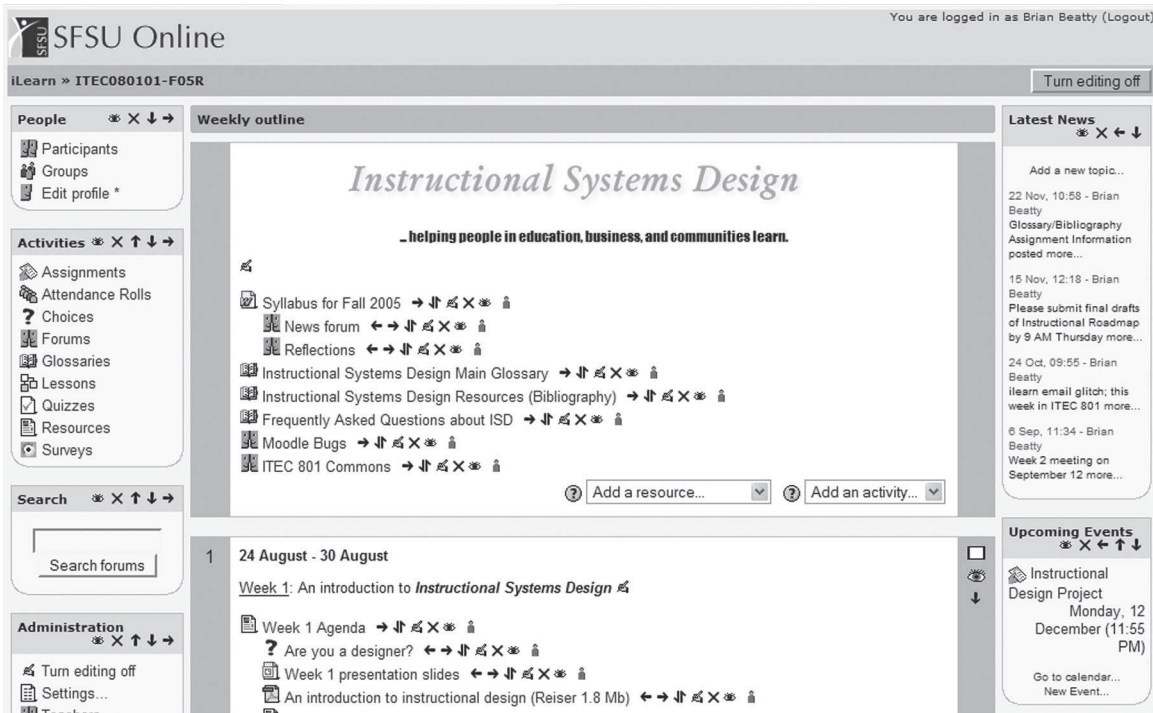 You are logged in as Brian Beatty (Logout)
SFSU
SFSU Online
iLearn » ITEC080101-F05R
Turn editing off
People
Participants
Groups
Edit profile *
Activities
Assignments
Attendance Rolls
? Choices
Forums
Glossaries
Lessons
Quizzes
Resources
Surveys
Search
Search forums
Administration
Turn editing off
Settings...
Teachers
Weekly outline
Instructional Systems Design
... helping people in education, business, and communities learn.
Syllabus for Fall 2005
News forum
Reflections
Instructional Systems Design Main Glossary
Instructional Systems Design Resources (Bibliography)
Frequently Asked Questions about ISD
Moodle Bugs
ITEC 801 Commons
? Add a resource... ? Add an activity...
1 24 August - 30 August
Week 1: An introduction to Instructional Systems Design
Week 1 Agenda
? Are you a designer?
Week 1 presentation slides
An introduction to instructional design (Reiser 1.8 Mb)
Latest News
Add a new topic...
22 Nov, 10:58 - Brian
Beatty
Glossary/Bibliography
Assignment Information
posted more...
15 Nov, 12:18 - Brian
Beatty
Please submit final drafts
of Instructional Roadmap
by 9 AM Thursday more...
24 Oct, 09:55 - Brian
Beatty
ilearn email glitch; this
week in ITEC 801 more...
6 Sep, 11:34 - Brian
Beatty
Week 2 meeting on
September 12 more...
Upcoming Events
Instructional
Design Project
Monday, 12
December (11:55
PM)
Go to calendar...
New Event...